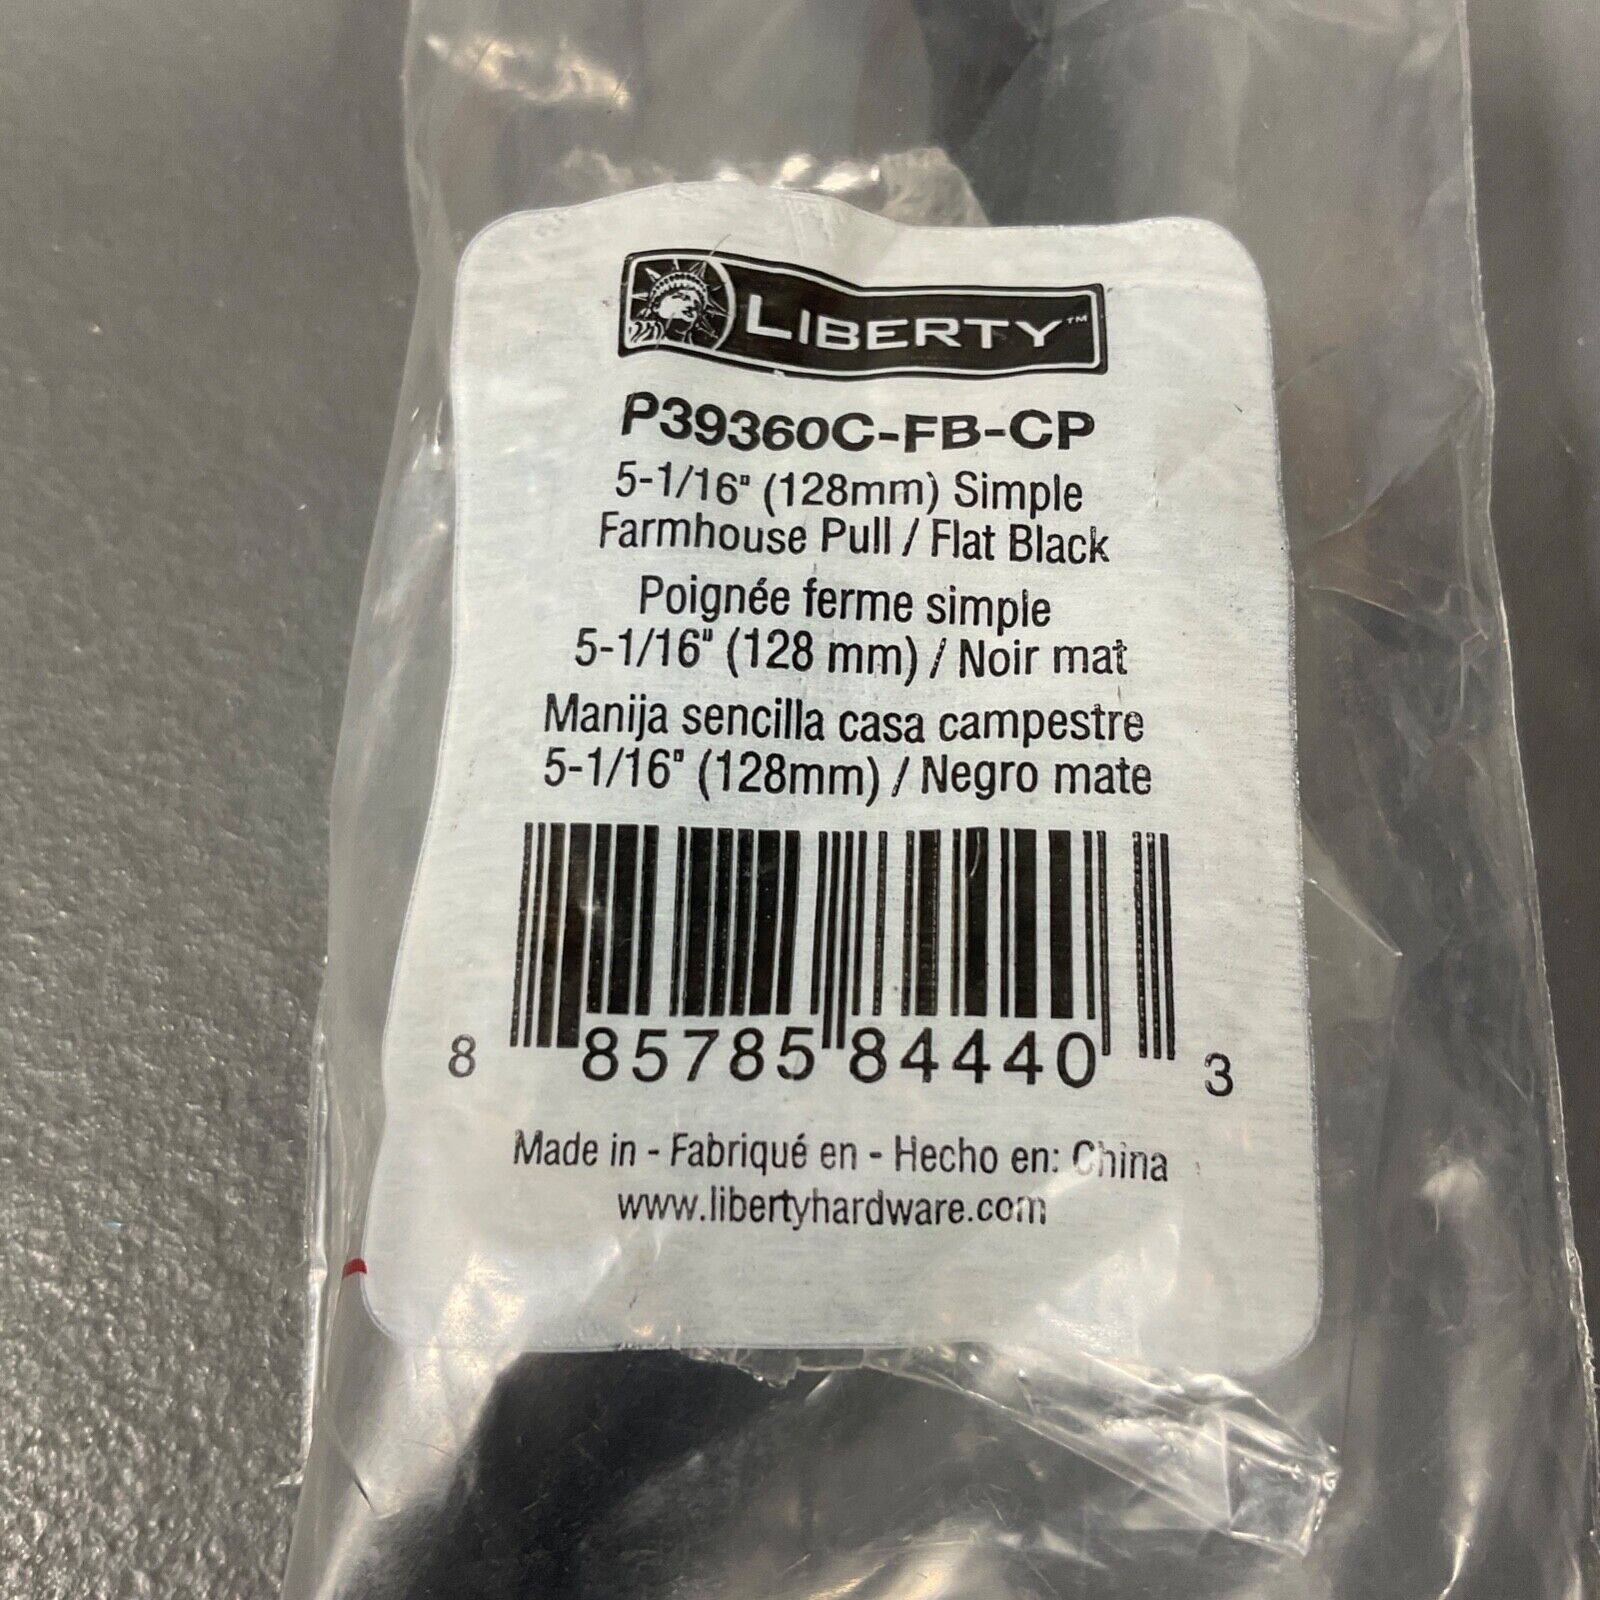 LIBERTY™
P39360C-FB-CP
5-1/16" (128mm) Simple
Farmhouse Pull / Flat Black
Poignée ferme simple
5-1/16" (128 mm) / Noir mat
Manija sencilla casa campestre
5-1/16" (128mm) / Negro mate
8 85785 84440 3
Made in - Fabriqué en - Hecho en: China
www.libertyhardware.com